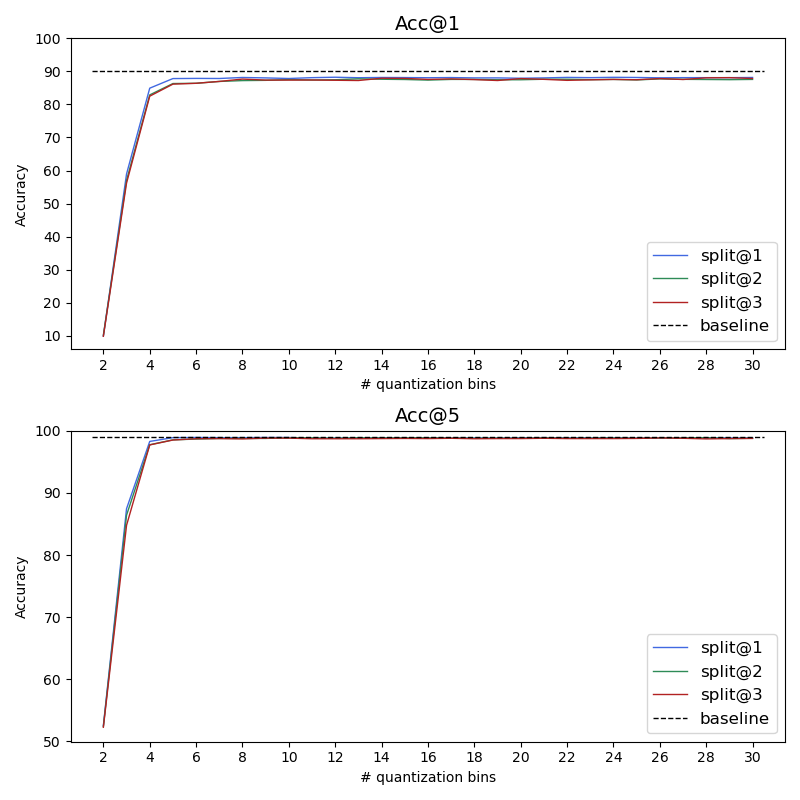 Acc@1
100
90
80
70
60
50
40
30
20
10
Accuracy
split@1
split@2
split@3
baseline
2 4 6 8 10 12 14 16 18 20 22 24 26 28 30
# quantization bins
Acc@5
100
90
80
70
60
50
Accuracy
split@1
split@2
split@3
baseline
2 4 6 8 10 12 14 16 18 20 22 24 26 28 30
# quantization bins